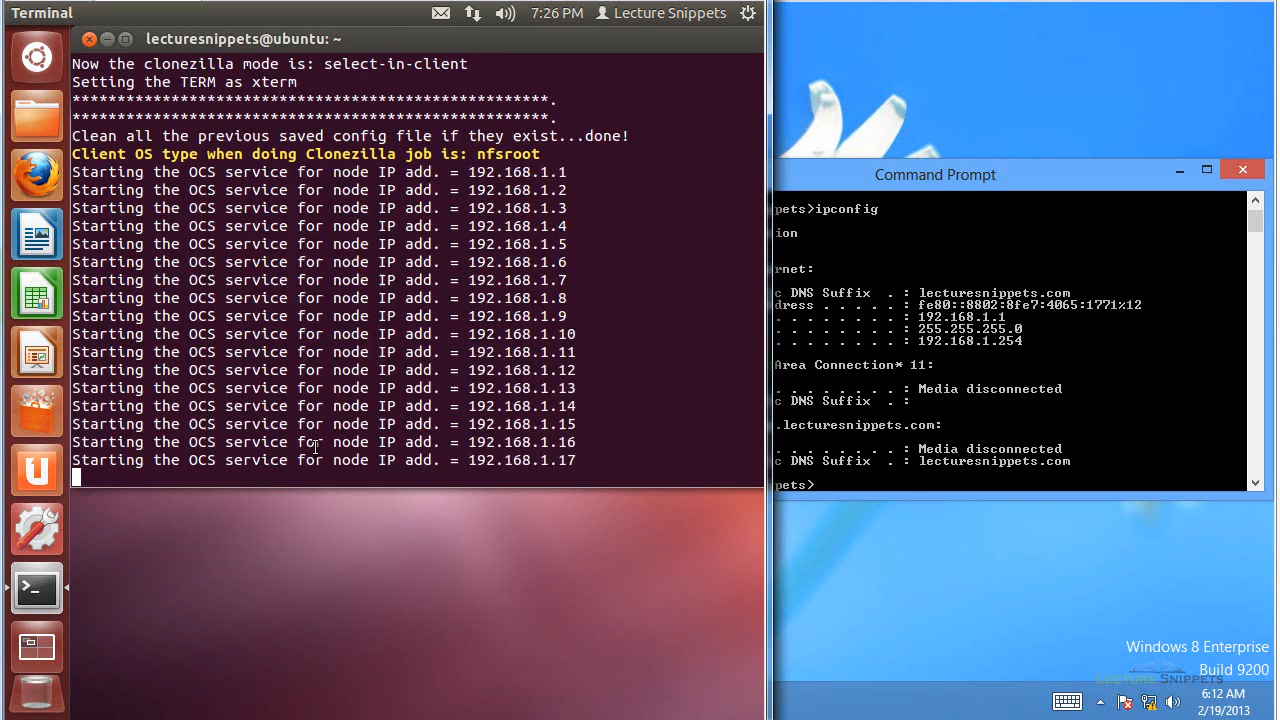 Terminal
7:26 PM
Lecture Snippets
lecturesnippets@ubuntu: ~
Now the clonezilla mode is: select-in-client
Setting the TERM as xterm
*****************************************************.
*****************************************************.
Clean all the previous saved config file if they exist...done!
Client OS type when doing Clonezilla job is: nfsroot
Starting the OCS service for node IP add. = 192.168.1.1
Starting the OCS service for node IP add. = 192.168.1.2
Starting the OCS service for node IP add. = 192.168.1.3
Starting the OCS service for node IP add. = 192.168.1.4
Starting the OCS service for node IP add. = 192.168.1.5
Starting the OCS service for node IP add. = 192.168.1.6
Starting the OCS service for node IP add. = 192.168.1.7
Starting the OCS service for node IP add. = 192.168.1.8
Starting the OCS service for node IP add. = 192.168.1.9
Starting the OCS service for node IP add. = 192.168.1.10
Starting the OCS service for node IP add. = 192.168.1.11
Starting the OCS service for node IP add. = 192.168.1.12
Starting the OCS service for node IP add. = 192.168.1.13
Starting the OCS service for node IP add. = 192.168.1.14
Starting the OCS service for node IP add. = 192.168.1.15
Starting the OCS service for node IP add. = 192.168.1.16
Starting the OCS service for node IP add. = 192.168.1.17
Command Prompt
pets>ipconfig
ion
rnet:
c DNS Suffix . : lecturesnippets.com
dress . . . . . : fe80::8802:8fe7:4065:1771%12
. . . . . . . . : 192.168.1.1
. . . . . . . . : 255.255.255.0
. . . . . . . . : 192.168.1.254
Area Connection* 11:
. . . . . . . . : Media disconnected
c DNS Suffix . :
.lecturesnippets.com:
. . . . . . . . : Media disconnected
c DNS Suffix . : lecturesnippets.com
pets>
Windows 8 Enterprise
Build 9200
LECTURE SNIPPETS
6:12 AM
2/19/2013